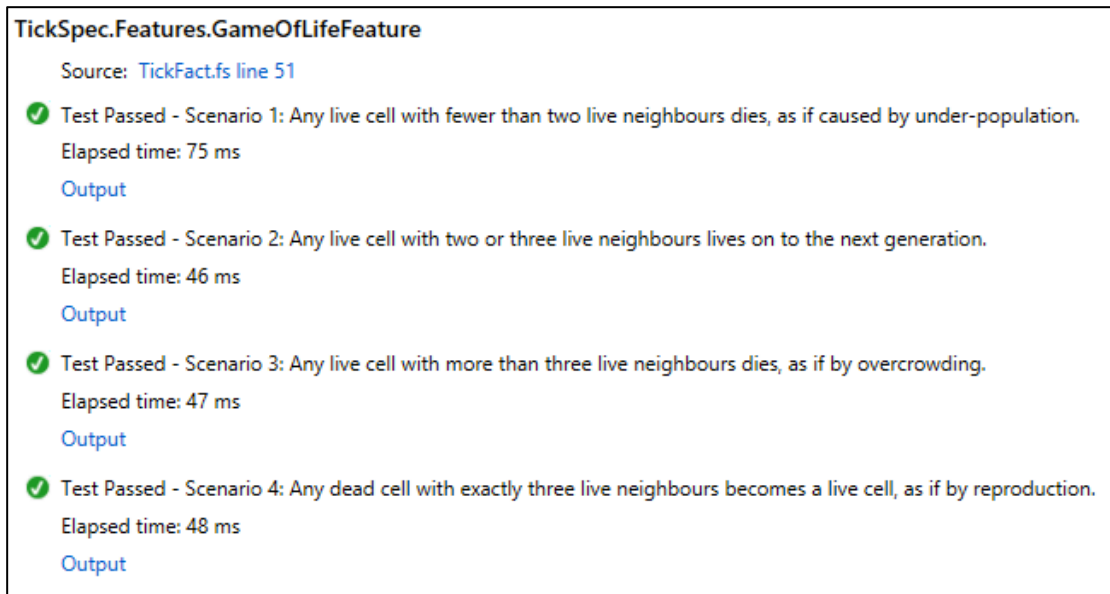 TickSpec.Features.GameOfLifeFeature
Source: TickFact.fs line 51
Test Passed - Scenario 1: Any live cell with fewer than two live neighbours dies, as if caused by under-population.
Elapsed time: 75 ms
Output
Test Passed - Scenario 2: Any live cell with two or three live neighbours lives on to the next generation.
Elapsed time: 46 ms
Output
Test Passed - Scenario 3: Any live cell with more than three live neighbours dies, as if by overcrowding.
Elapsed time: 47 ms
Output
Test Passed - Scenario 4: Any dead cell with exactly three live neighbours becomes a live cell, as if by reproduction.
Elapsed time: 48 ms
Output